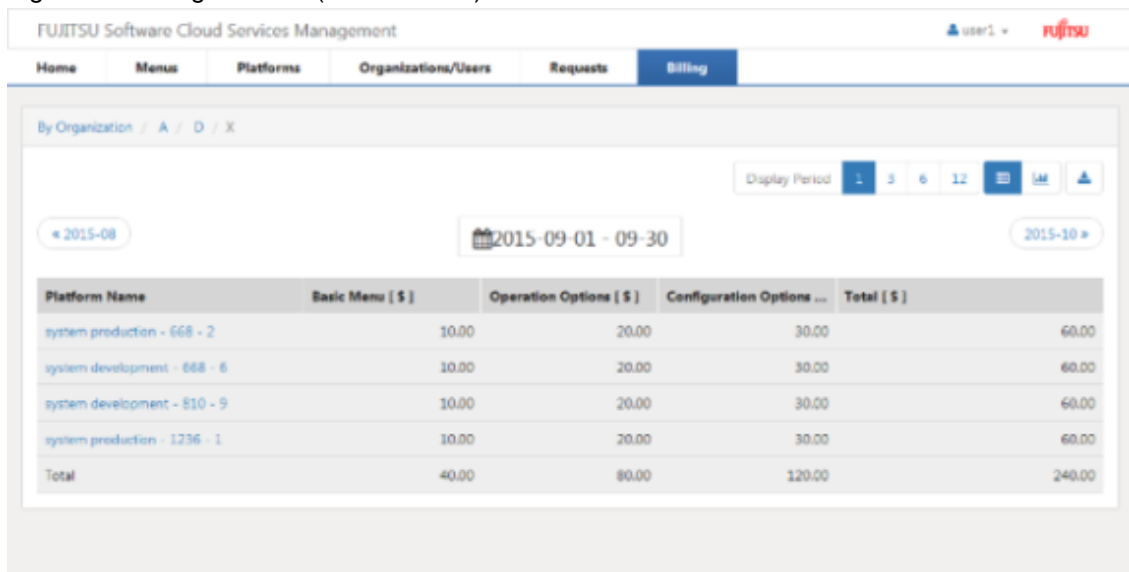 FUJITSU Software Cloud Services Management user1 FUJITSU
Home Menus Platforms Organizations/Users Requests Billing
By Organization / A / D / X
Display Period 1 3 6 12
« 2015-08 2015-09-01 - 09-30 2015-10 »
Platform Name Basic Menu [ $ ] Operation Options [ $ ] Configuration Options ... Total [ $ ]
system production - 668 - 2 10.00 20.00 30.00 60.00
system development - 668 - 6 10.00 20.00 30.00 60.00
system development - 810 - 9 10.00 20.00 30.00 60.00
system production - 1236 - 1 10.00 20.00 30.00 60.00
Total 40.00 80.00 120.00 240.00